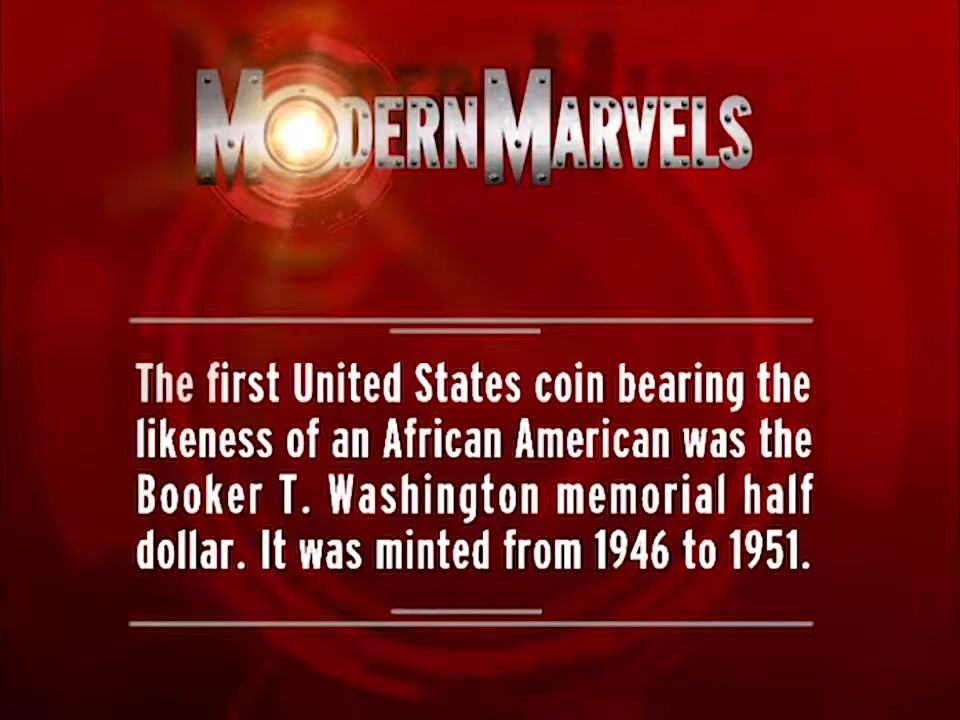 MODERN MARVELS
The first United States coin bearing the
likeness of an African American was the
Booker T. Washington memorial half
dollar. It was minted from 1946 to 1951.